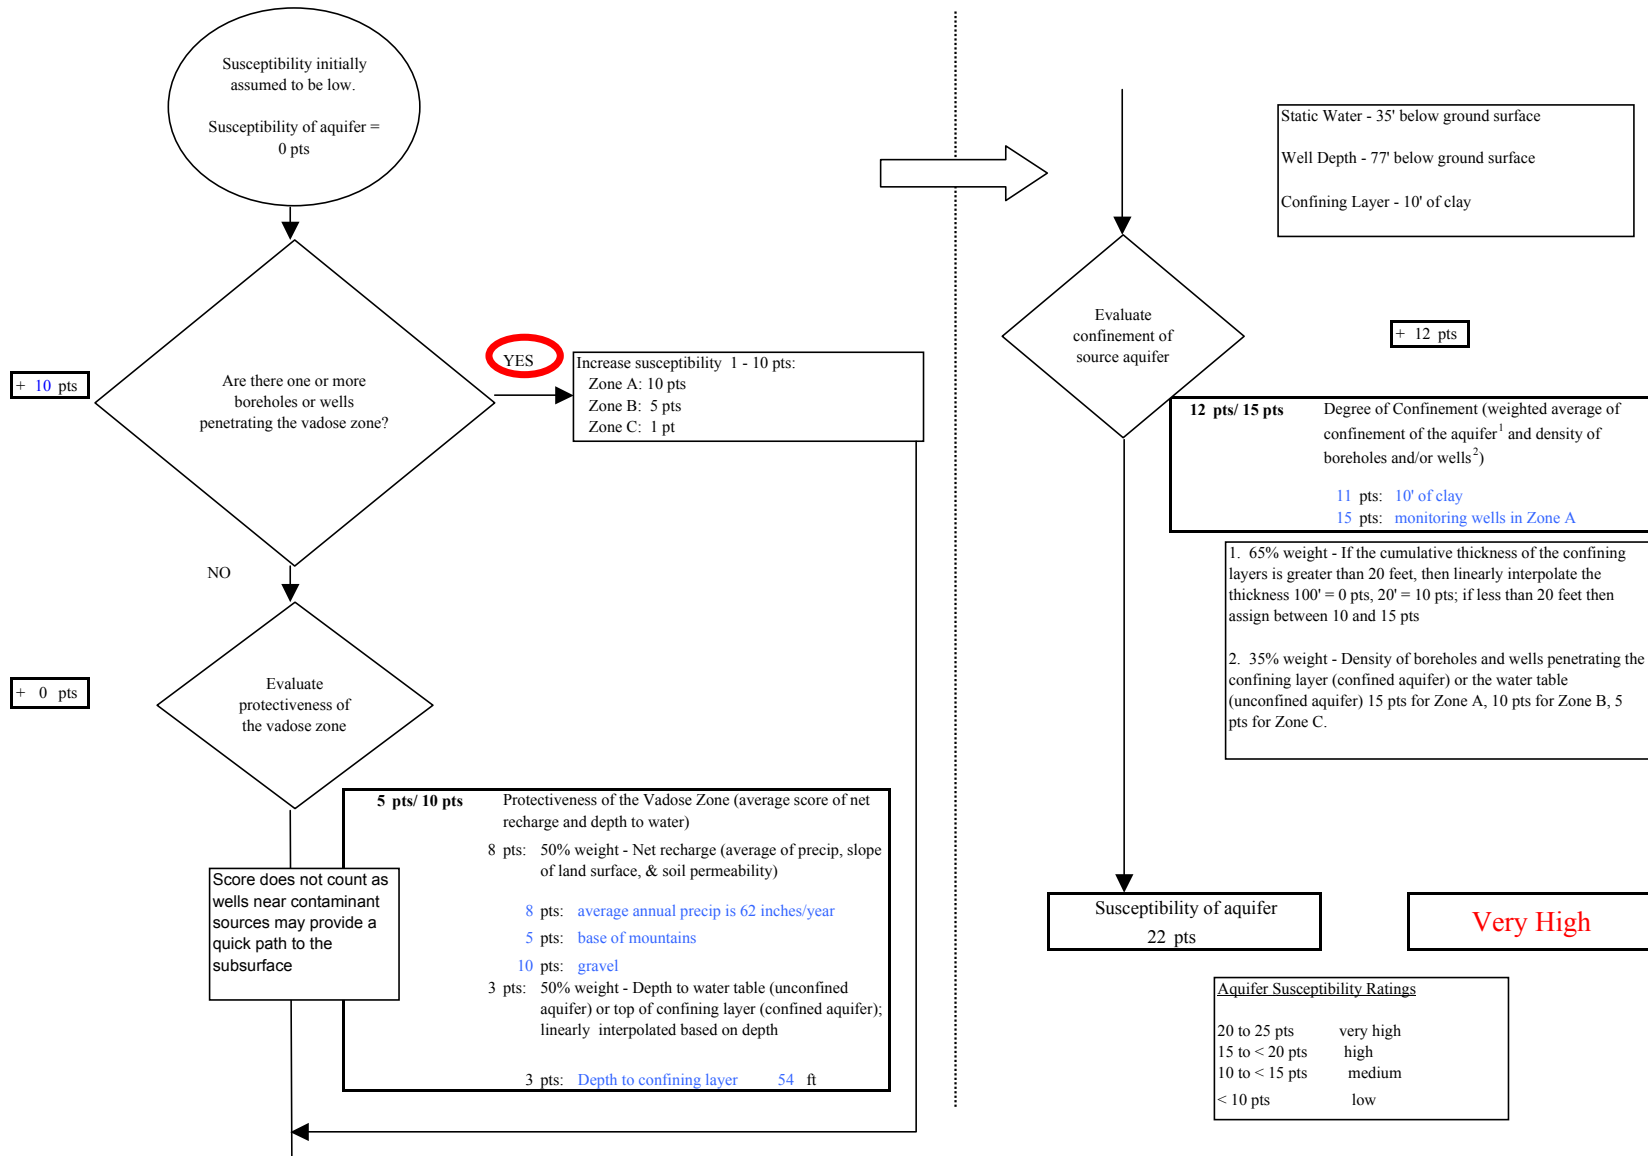 Susceptibility initially
assumed to be low.
Susceptibility of aquifer =
0 pts
+ 10 pts
Are there one or more
boreholes or wells
penetrating the vadose zone?
YES
Increase susceptibility 1 - 10 pts:
Zone A: 10 pts
Zone B: 5 pts
Zone C: 1 pt
NO
+ 0 pts
Evaluate
protectiveness of
the vadose zone
5 pts/ 10 pts Protectiveness of the Vadose Zone (average score of net
recharge and depth to water)
8 pts: 50% weight - Net recharge (average of precip, slope
of land surface, & soil permeability)
8 pts: average annual precip is 62 inches/year
5 pts: base of mountains
10 pts: gravel
3 pts: 50% weight - Depth to water table (unconfined
aquifer) or top of confining layer (confined aquifer);
linearly interpolated based on depth
3 pts: Depth to confining layer 54 ft
Score does not count as
wells near contaminant
sources may provide a
quick path to the
subsurface
Static Water - 35' below ground surface
Well Depth - 77' below ground surface
Confining Layer - 10' of clay
Evaluate
confinement of
source aquifer
+ 12 pts
12 pts/ 15 pts Degree of Confinement (weighted average of
confinement of the aquifer1 and density of
boreholes and/or wells2)
11 pts: 10' of clay
15 pts: monitoring wells in Zone A
1. 65% weight - If the cumulative thickness of the confining
layers is greater than 20 feet, then linearly interpolate the
thickness 100' = 0 pts, 20' = 10 pts; if less than 20 feet then
assign between 10 and 15 pts
2. 35% weight - Density of boreholes and wells penetrating the
confining layer (confined aquifer) or the water table
(unconfined aquifer) 15 pts for Zone A, 10 pts for Zone B, 5
pts for Zone C.
Susceptibility of aquifer
22 pts
Very High
Aquifer Susceptibility Ratings
20 to 25 pts very high
15 to < 20 pts high
10 to < 15 pts medium
< 10 pts low